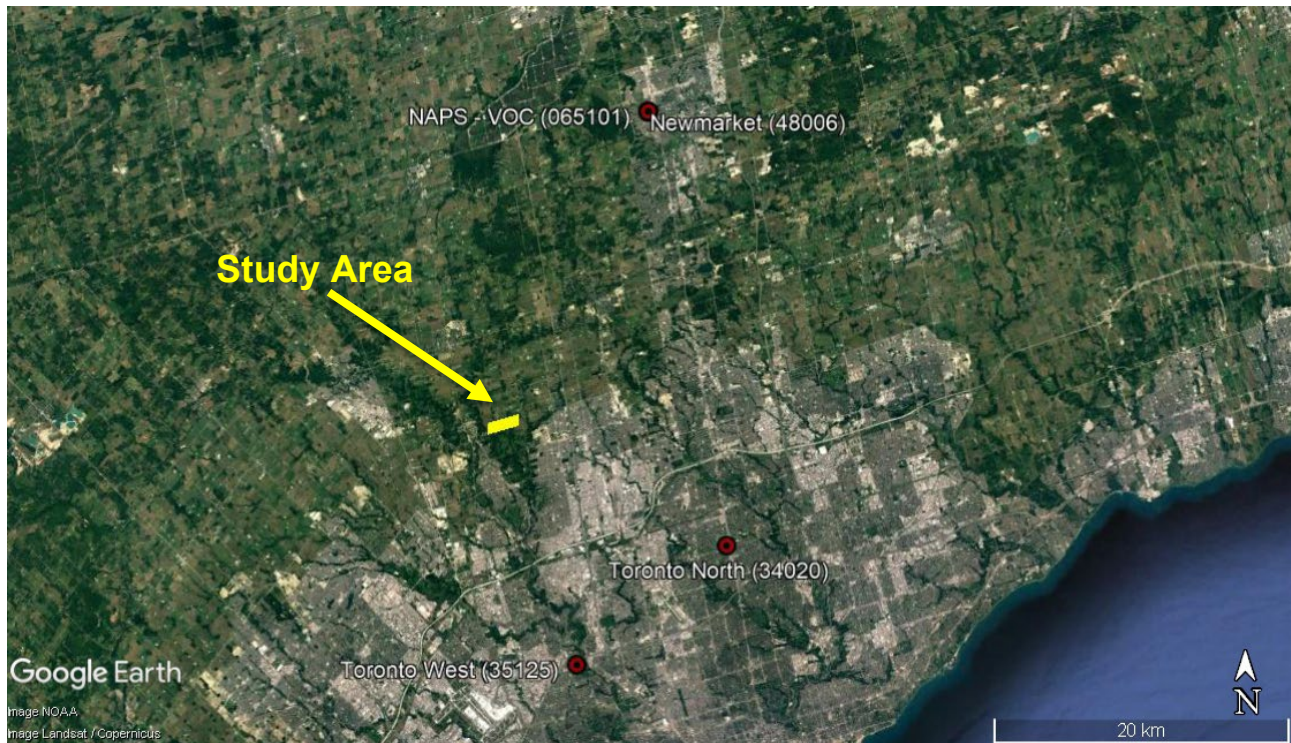 NAPS - VOC (065101) Newmarket (48006)
Study Area
Toronto North (34020)
Toronto West (35125)
Google Earth
Image NOAA
Image Landsat / Copernicus
N
20 km